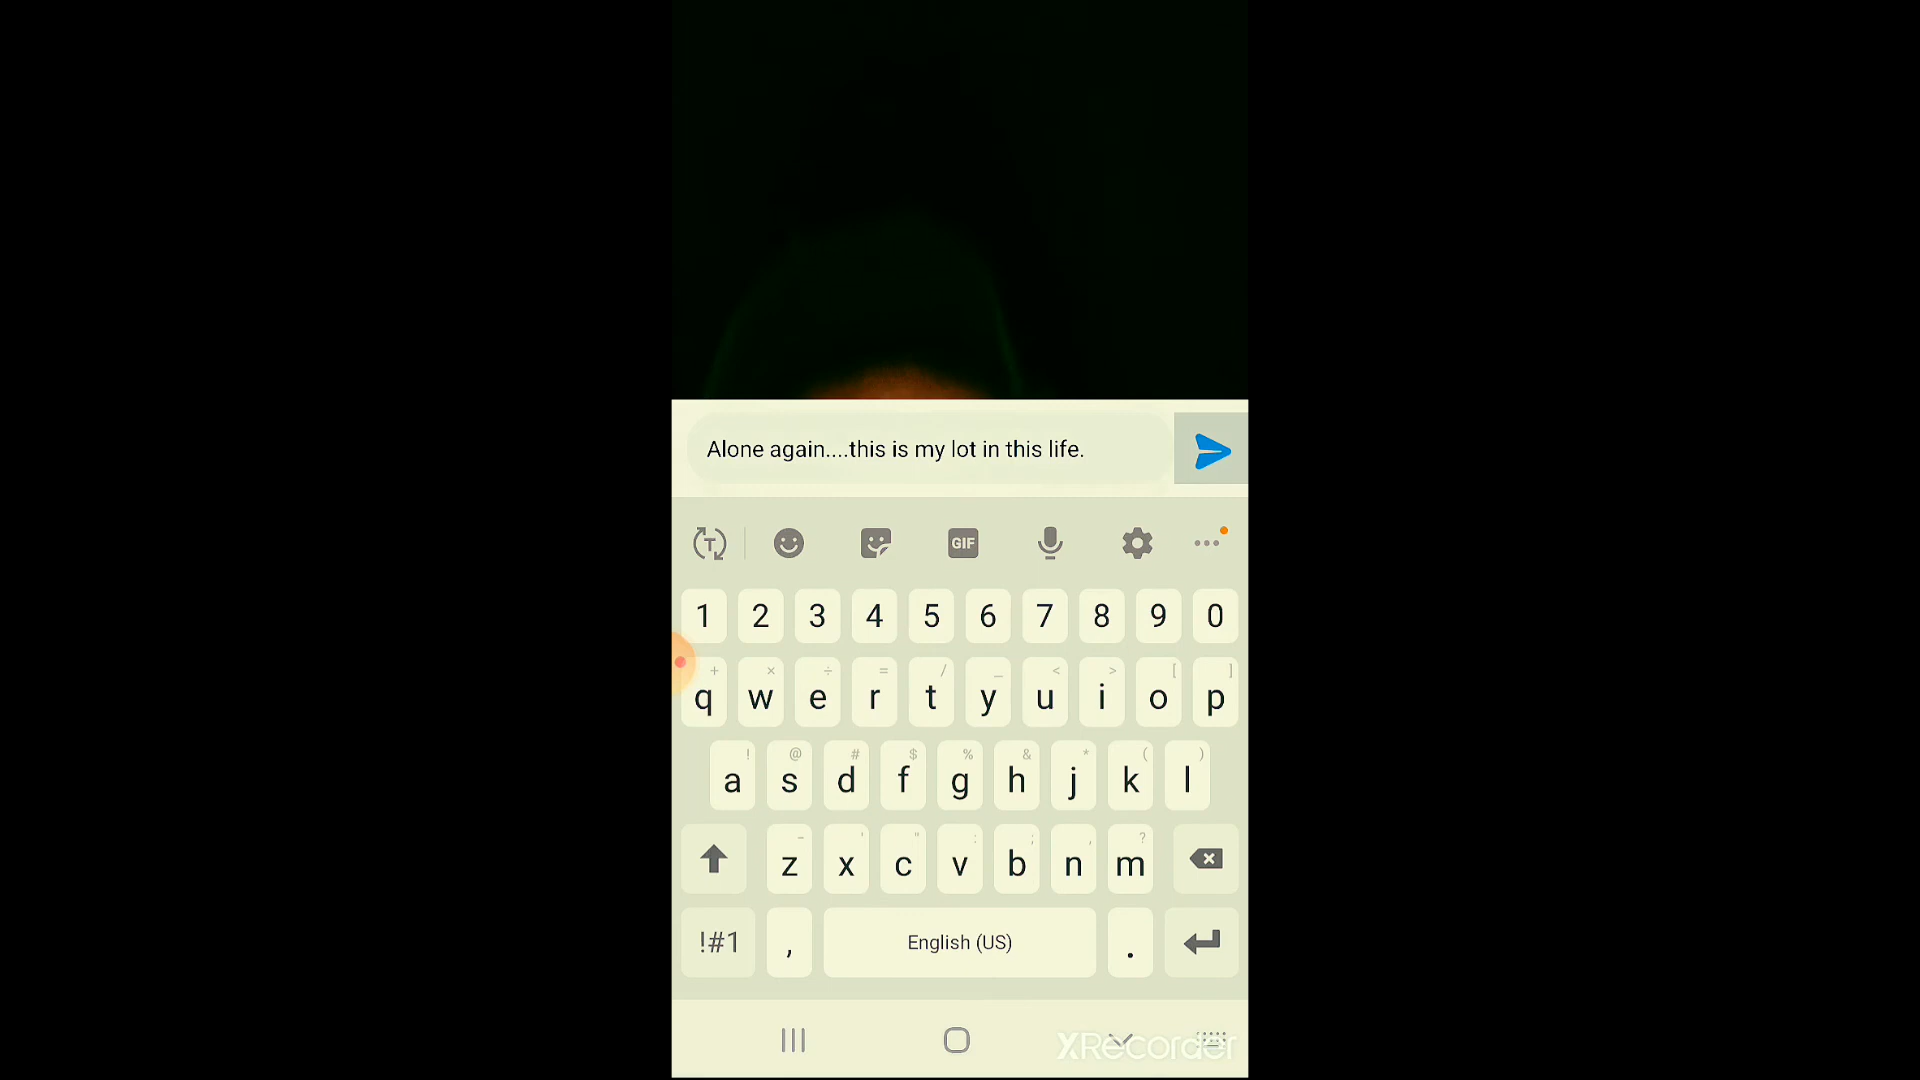 Alone again....this is my lot in this life.
T GIF
1 2 3 4 5 6 7 8 9 0
+ × ÷ = / _ < > [ ]
q w e r t y u i o p
! @ # $ % & * ( )
a s d f g h j k l
- ' " : ; , ?
z x c v b n m
!#1 , English (US) .
XRecorder